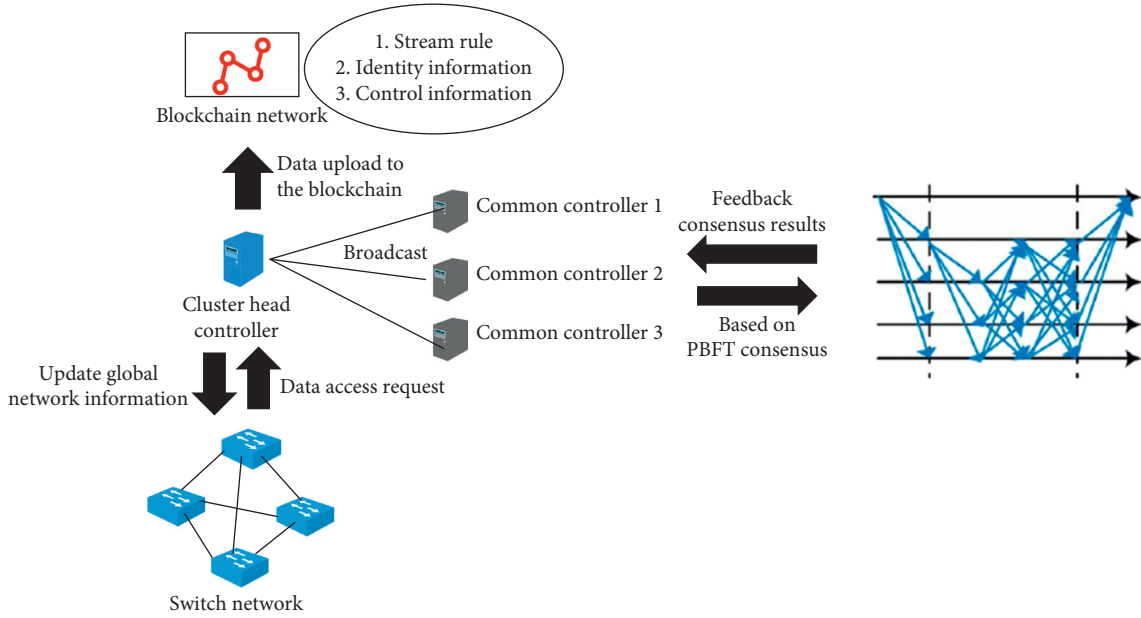 1. Stream rule
2. Identity information
3. Control information
Blockchain network
Data upload to
the blockchain
Common controller 1
Broadcast
Common controller 2
Cluster head
controller
Common controller 3
Feedback
consensus results
Based on
PBFT consensus
Update global
network information
Data access request
Switch network